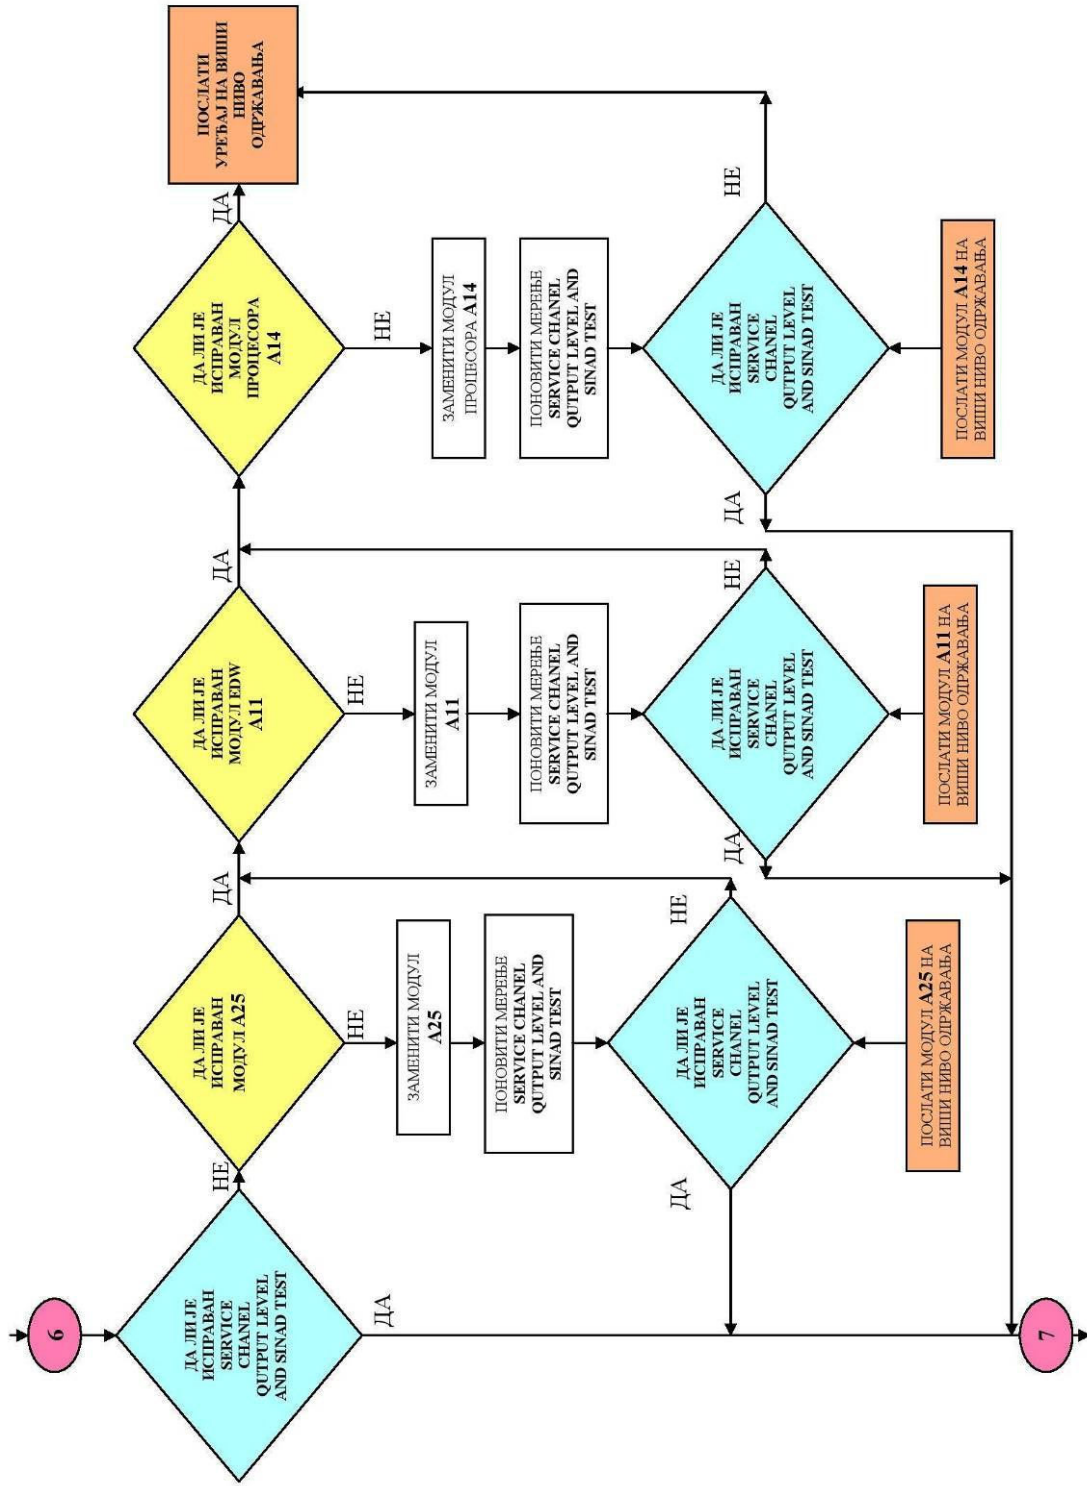 6
ДА ЛИ ЈЕ
ИСПРАВАН
SERVICE
CHANEL
QUTPUT LEVEL
AND SINAD TEST
НЕ
ДА
ДА ЛИ ЈЕ
ИСПРАВАН
МОДУЛ А25
ДА
НЕ
ЗАМЕНИТИ МОДУЛ
А25
ПОНОВИТИ МЕРЕЊЕ
SERVICE CHANEL
QUTPUT LEVEL AND
SINAD TEST
ДА ЛИ ЈЕ
ИСПРАВАН
SERVICE
CHANEL
QUTPUT LEVEL
AND SINAD TEST
ДА
НЕ
ПОСЛАТИ МОДУЛ А25 НА
ВИШИ НИВО ОДРЖАВАЊА
ДА ЛИ ЈЕ
ИСПРАВАН
МОДУЛ EDW
А11
ДА
НЕ
ЗАМЕНИТИ МОДУЛ
А11
ПОНОВИТИ МЕРЕЊЕ
SERVICE CHANEL
QUTPUT LEVEL AND
SINAD TEST
ДА ЛИ ЈЕ
ИСПРАВАН
SERVICE
CHANEL
QUTPUT LEVEL
AND SINAD TEST
ДА
НЕ
ПОСЛАТИ МОДУЛ А11 НА
ВИШИ НИВО ОДРЖАВАЊА
ДА ЛИ ЈЕ
ИСПРАВАН
МОДУЛ
ПРОЦЕСОРА
А14
ДА
НЕ
ЗАМЕНИТИ МОДУЛ
ПРОЦЕСОРА А14
ПОНОВИТИ МЕРЕЊЕ
SERVICE CHANEL
QUTPUT LEVEL AND
SINAD TEST
ДА ЛИ ЈЕ
ИСПРАВАН
SERVICE
CHANEL
QUTPUT LEVEL
AND SINAD TEST
ДА
НЕ
ПОСЛАТИ МОДУЛ А14 НА
ВИШИ НИВО ОДРЖАВАЊА
ПОСЛАТИ
УРЕЂАЈ НА ВИШИ
НИВО
ОДРЖАВАЊА
7